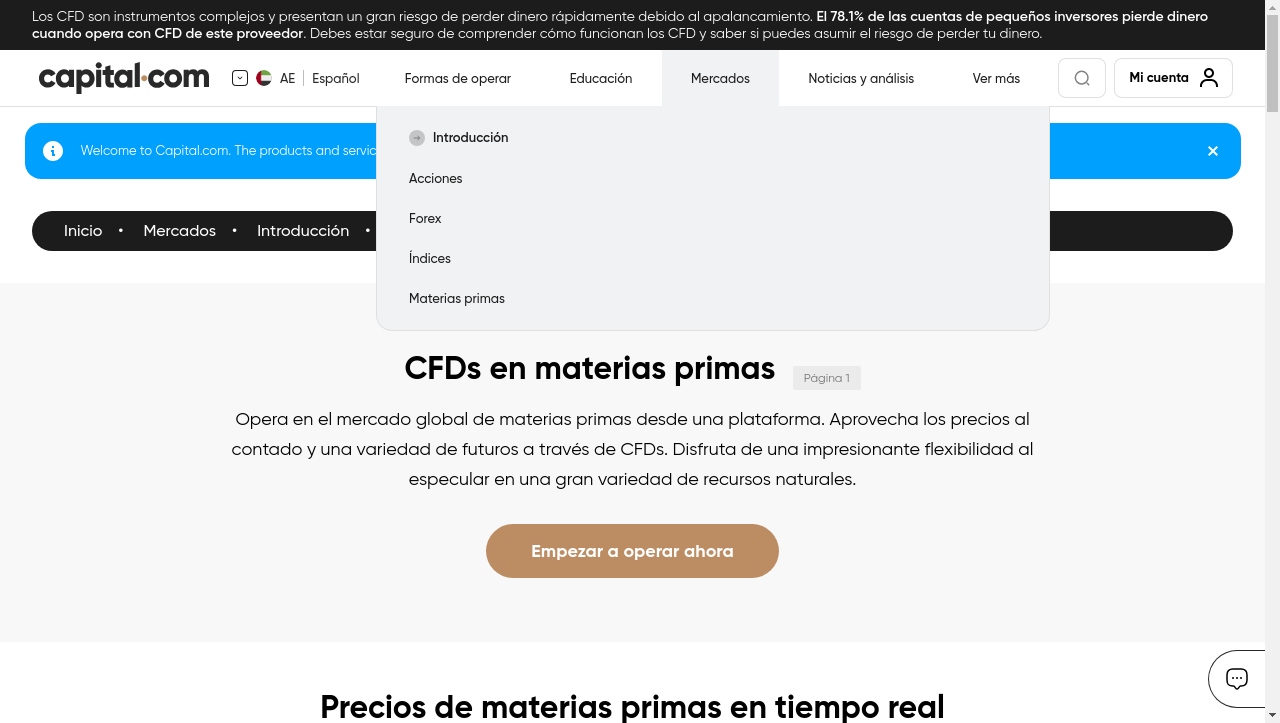 Los CFD son instrumentos complejos y presentan un gran riesgo de perder dinero rápidamente debido al apalancamiento. El 78.1% de las cuentas de pequeños inversores pierde dinero
cuando opera con CFD de este proveedor. Debes estar seguro de comprender cómo funcionan los CFD y saber si puedes asumir el riesgo de perder tu dinero.
capital.com AE Español Formas de operar Educación Mercados Noticias y análisis Ver más Mi cuenta
Introducción
Welcome to Capital.com. The products and servic
Acciones
Forex
Inicio • Mercados • Introducción •
Índices
Materias primas
CFDs en materias primas Página 1
Opera en el mercado global de materias primas desde una plataforma. Aprovecha los precios al
contado y una variedad de futuros a través de CFDs. Disfruta de una impresionante flexibilidad al
especular en una gran variedad de recursos naturales.
Empezar a operar ahora
Precios de materias primas en tiempo real